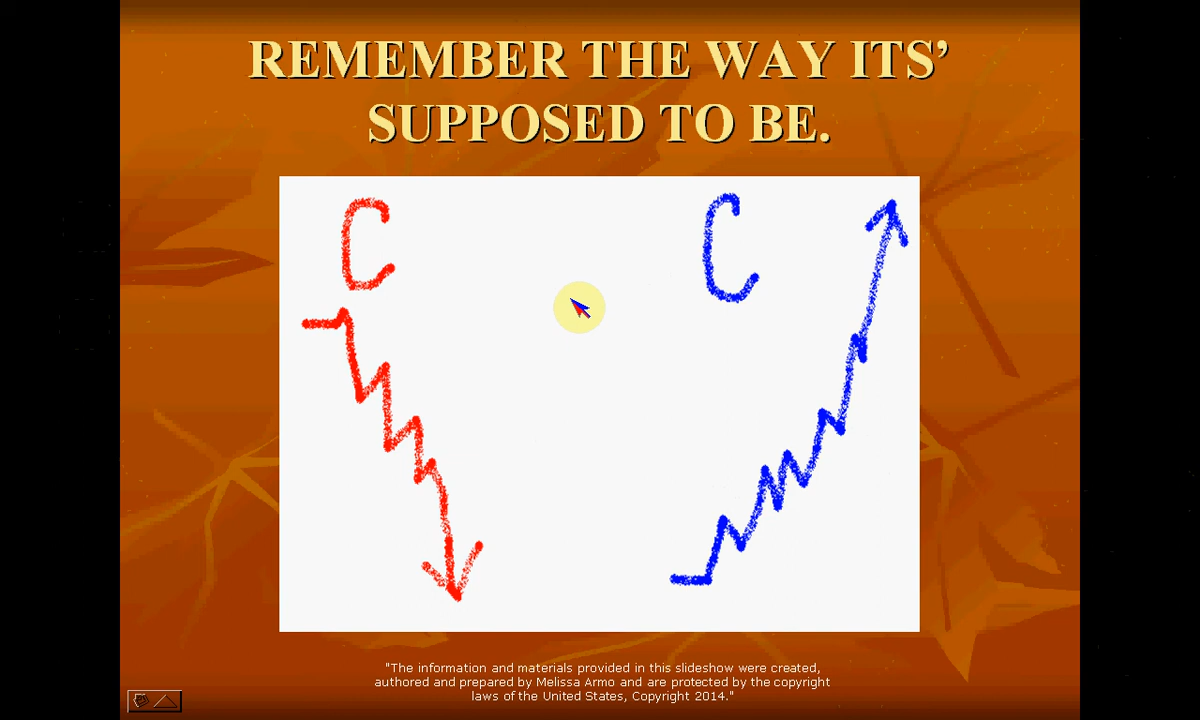 REMEMBER THE WAY ITS’
SUPPOSED TO BE.
C C
"The information and materials provided in this slideshow were created,
authored and prepared by Melissa Armo and are protected by the copyright
laws of the United States, Copyright 2014."